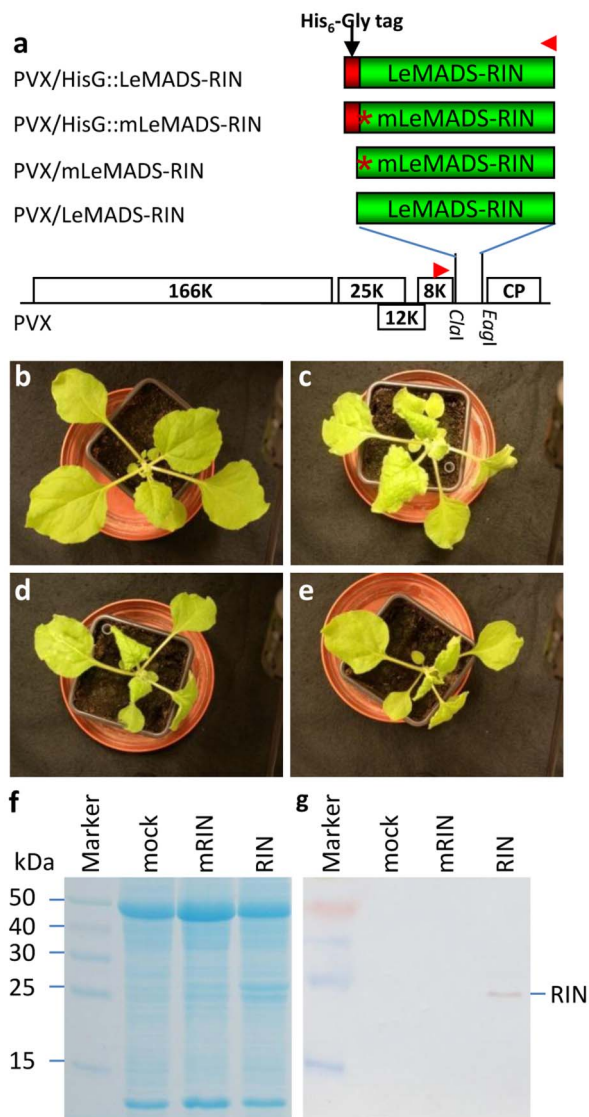 His6-Gly tag
a
PVX/HisG::LeMADS-RIN
LeMADS-RIN
PVX/HisG::mLeMADS-RIN
* mLeMADS-RIN
PVX/mLeMADS-RIN
* mLeMADS-RIN
PVX/LeMADS-RIN
LeMADS-RIN
166K 25K 8K CP
12K
PVX
ClaI
EagI
b
c
d
e
f
Marker
mock
mRIN
RIN
kDa
50
40
30
25
15
g
Marker
mock
mRIN
RIN
RIN